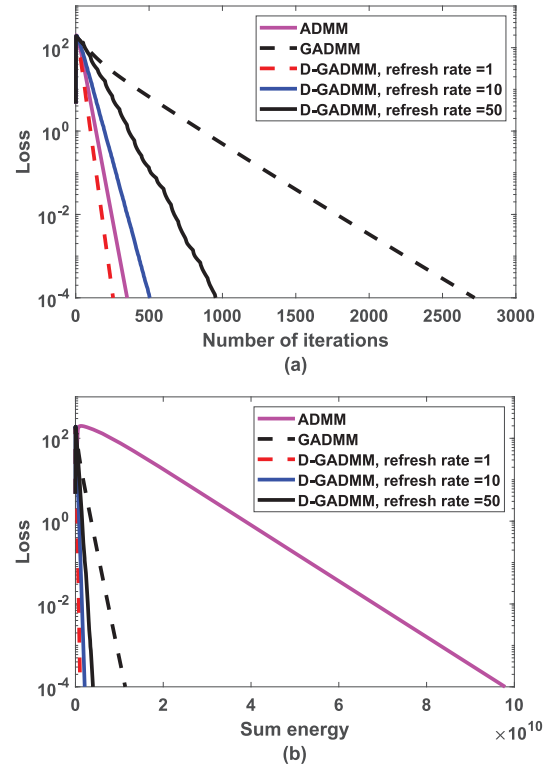 10^2
10^0
10^-2
10^-4
Loss
ADMM
GADMM
D-GADMM, refresh rate =1
D-GADMM, refresh rate =10
D-GADMM, refresh rate =50
0 500 1000 1500 2000 2500 3000
Number of iterations
(a)
10^2
10^0
10^-2
10^-4
Loss
ADMM
GADMM
D-GADMM, refresh rate =1
D-GADMM, refresh rate =10
D-GADMM, refresh rate =50
0 2 4 6 8 10
Sum energy
× 10^10
(b)